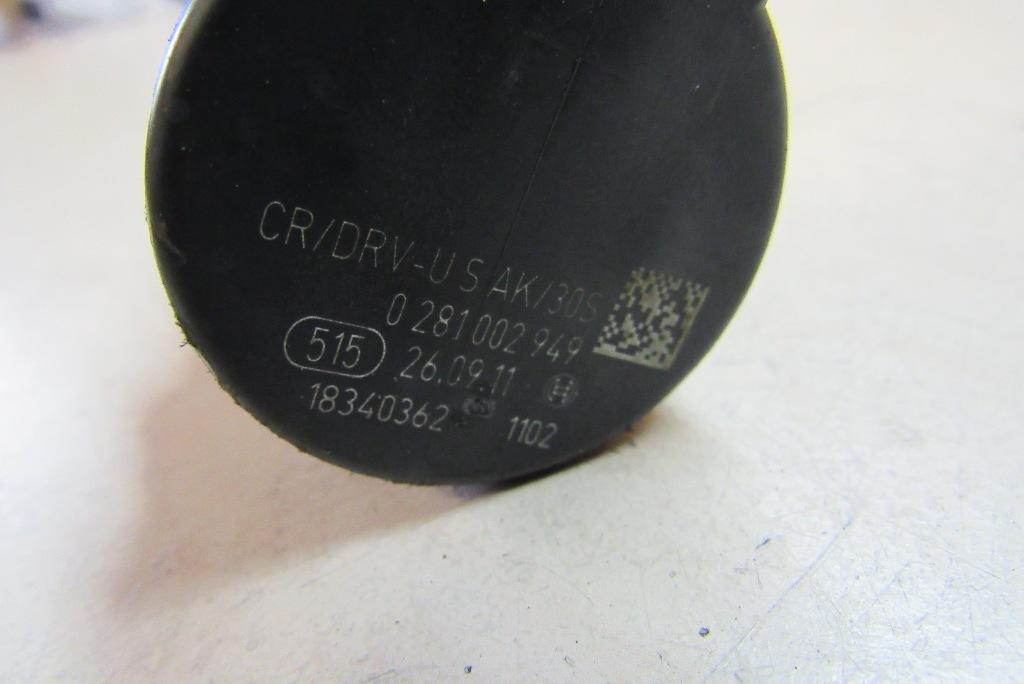 CR/DRV-U S AK/30S
0 281 002 949
515 26.09.11
18340362 1102